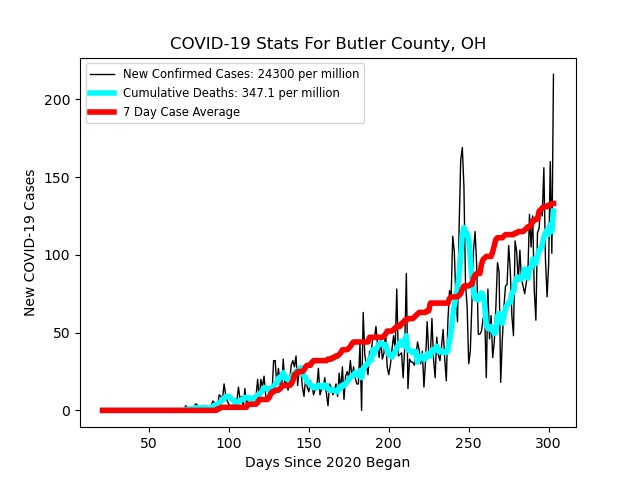 COVID-19 Stats For Butler County, OH
New Confirmed Cases: 24300 per million
Cumulative Deaths: 347.1 per million
7 Day Case Average
200
150
100
50
0
New COVID-19 Cases
50 100 150 200 250 300
Days Since 2020 Began